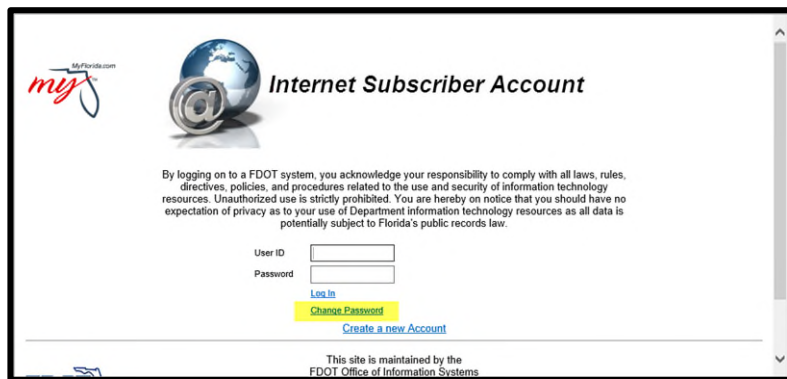 MyFlorida.com
my
Internet Subscriber Account
By logging on to a FDOT system, you acknowledge your responsibility to comply with all laws, rules,
directives, policies, and procedures related to the use and security of information technology
resources. Unauthorized use is strictly prohibited. You are hereby on notice that you should have no
expectation of privacy as to your use of Department information technology resources as all data is
potentially subject to Florida's public records law.
User ID
Password
Log In
Change Password
Create a new Account
This site is maintained by the
FDOT Office of Information Systems